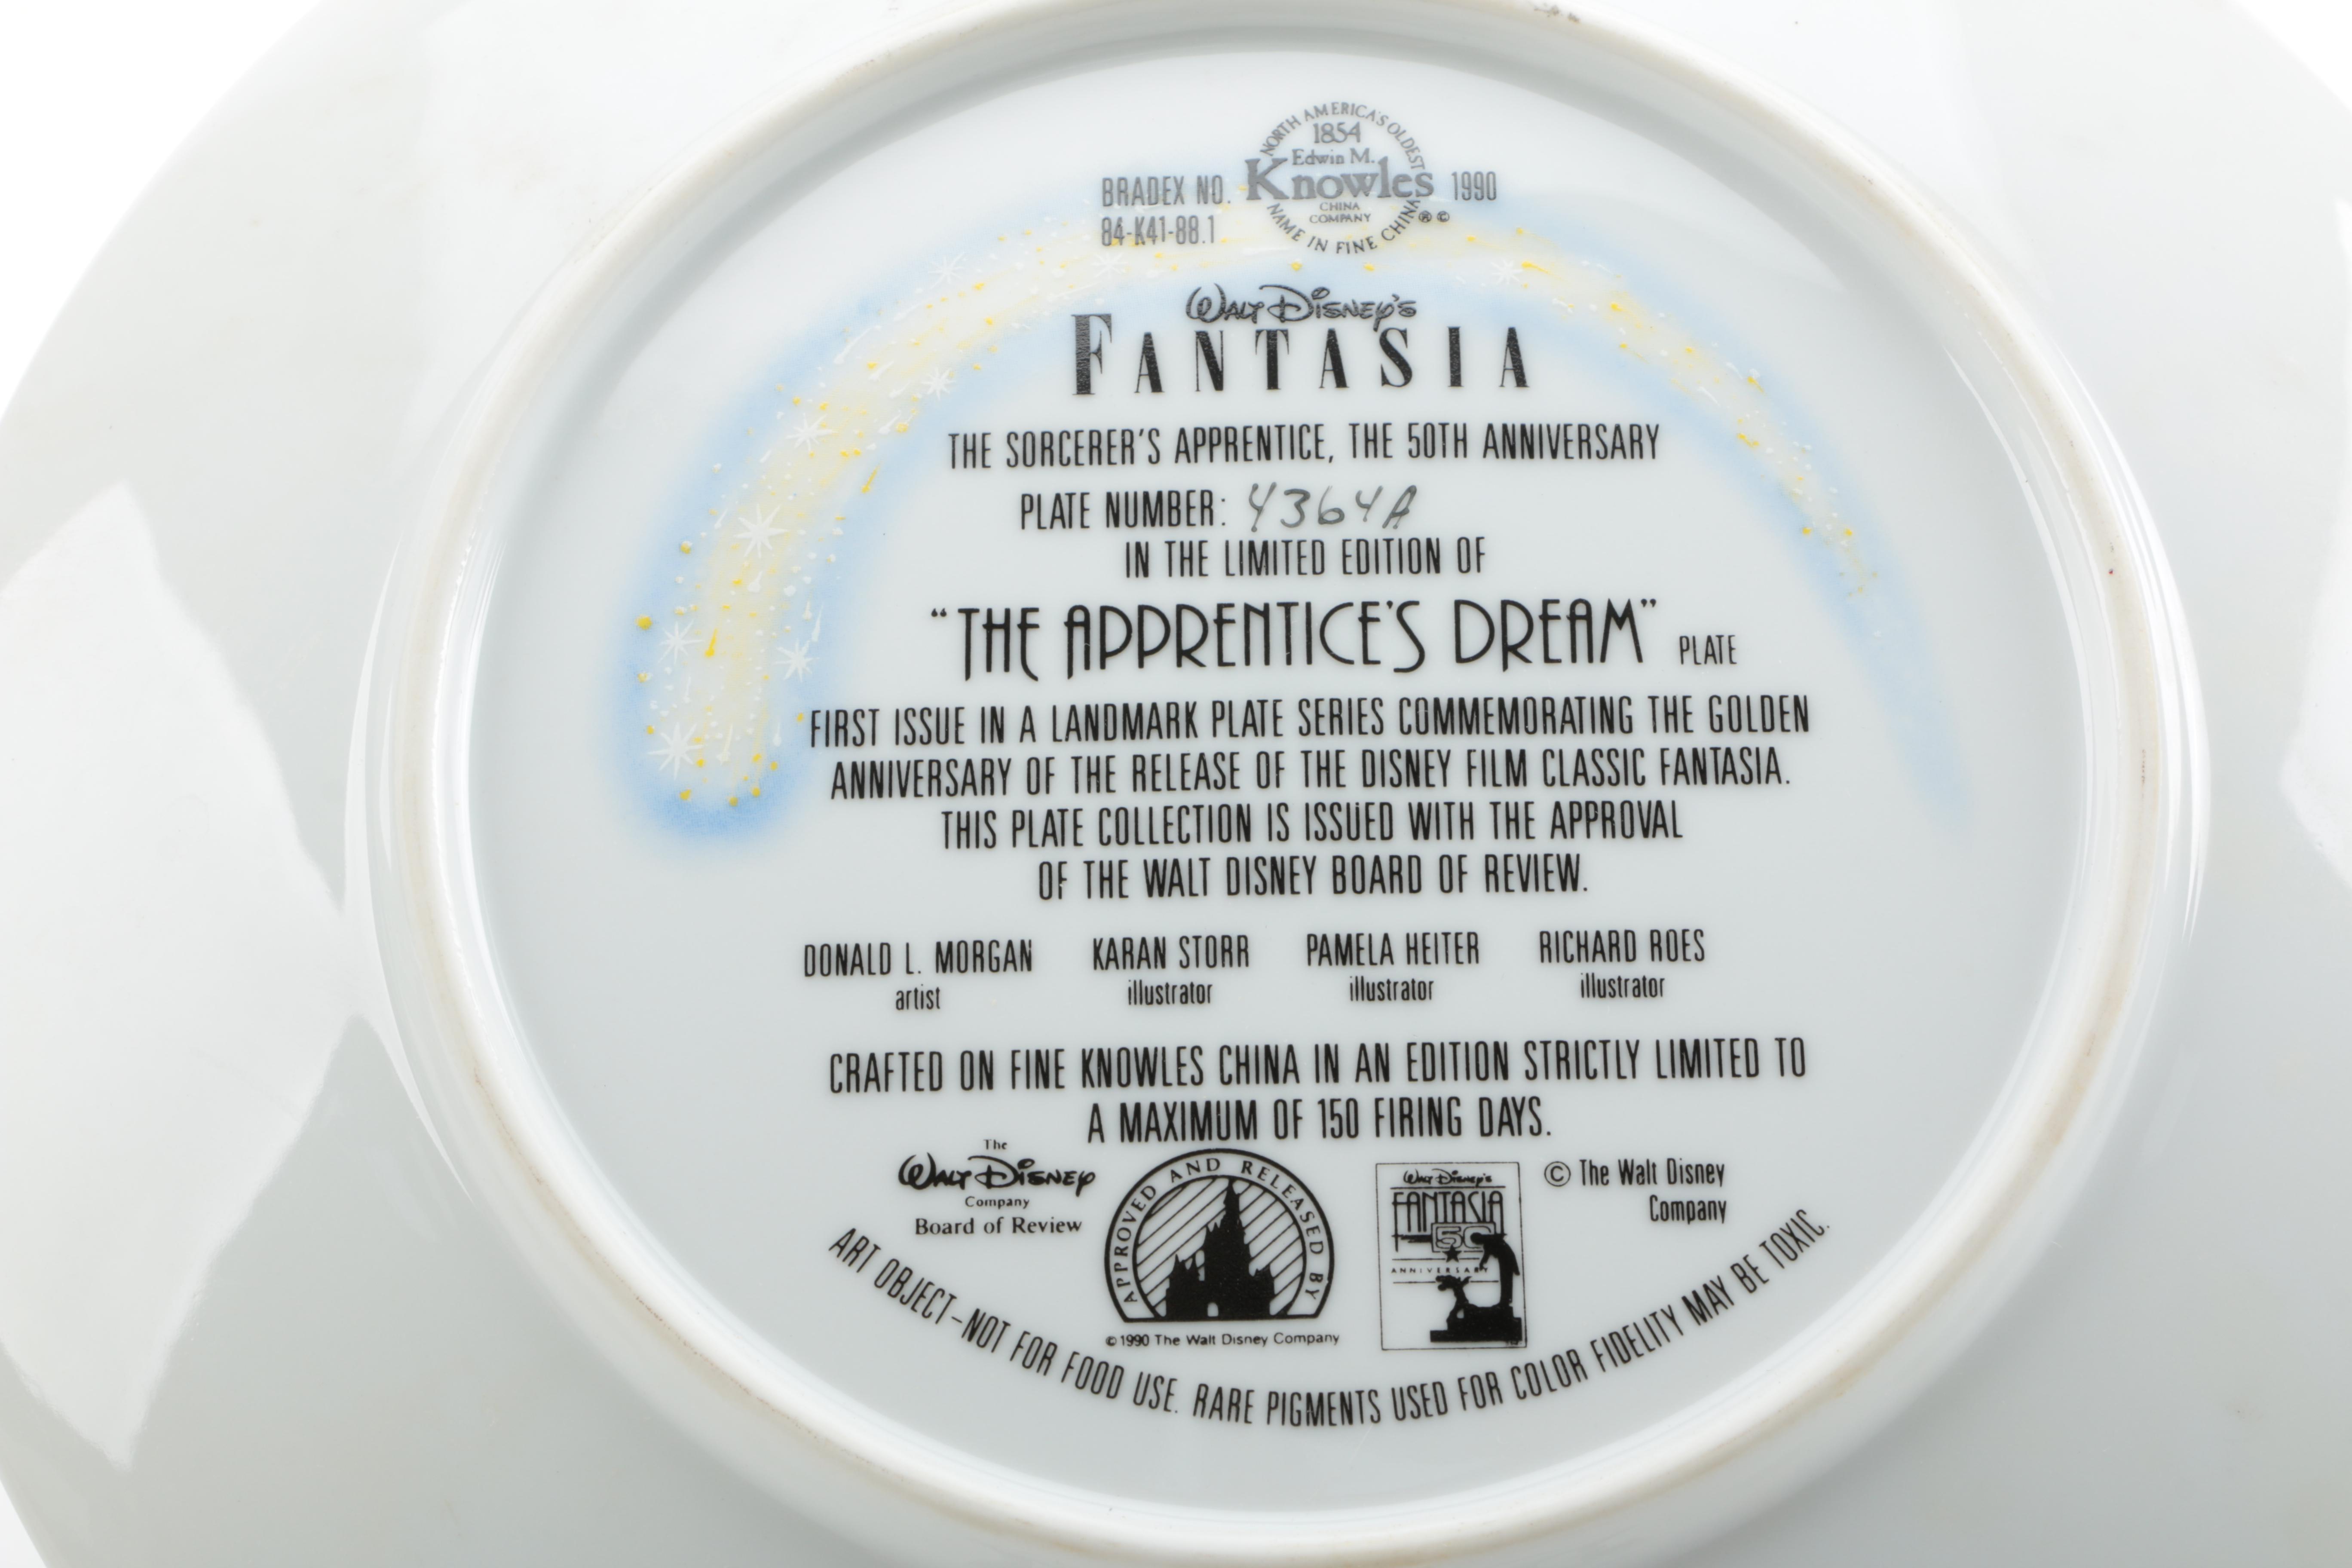 NORTH AMERICA'S OLDEST
1854
Edwin M.
BRADEX NO. Knowles 1990
CHINA
84-K41-88.1 COMPANY ® ©
NAME IN FINE CHINA
WALT DISNEY'S
FANTASIA
THE SORCERER'S APPRENTICE, THE 50TH ANNIVERSARY
PLATE NUMBER: 4364A
IN THE LIMITED EDITION OF
“THE APPRENTICE'S DREAM” PLATE
FIRST ISSUE IN A LANDMARK PLATE SERIES COMMEMORATING THE GOLDEN
ANNIVERSARY OF THE RELEASE OF THE DISNEY FILM CLASSIC FANTASIA.
THIS PLATE COLLECTION IS ISSUED WITH THE APPROVAL
OF THE WALT DISNEY BOARD OF REVIEW.
DONALD L. MORGAN KARAN STORR PAMELA HEITER RICHARD ROES
artist illustrator illustrator illustrator
CRAFTED ON FINE KNOWLES CHINA IN AN EDITION STRICTLY LIMITED TO
A MAXIMUM OF 150 FIRING DAYS.
The
WALT DISNEY
Company
Board of Review
APPROVED AND RELEASED BY
© 1990 The Walt Disney Company
WALT DISNEY'S
FANTASIA
50
ANNIVERSARY
© The Walt Disney
Company
ART OBJECT–NOT FOR FOOD USE. RARE PIGMENTS USED FOR COLOR FIDELITY MAY BE TOXIC.